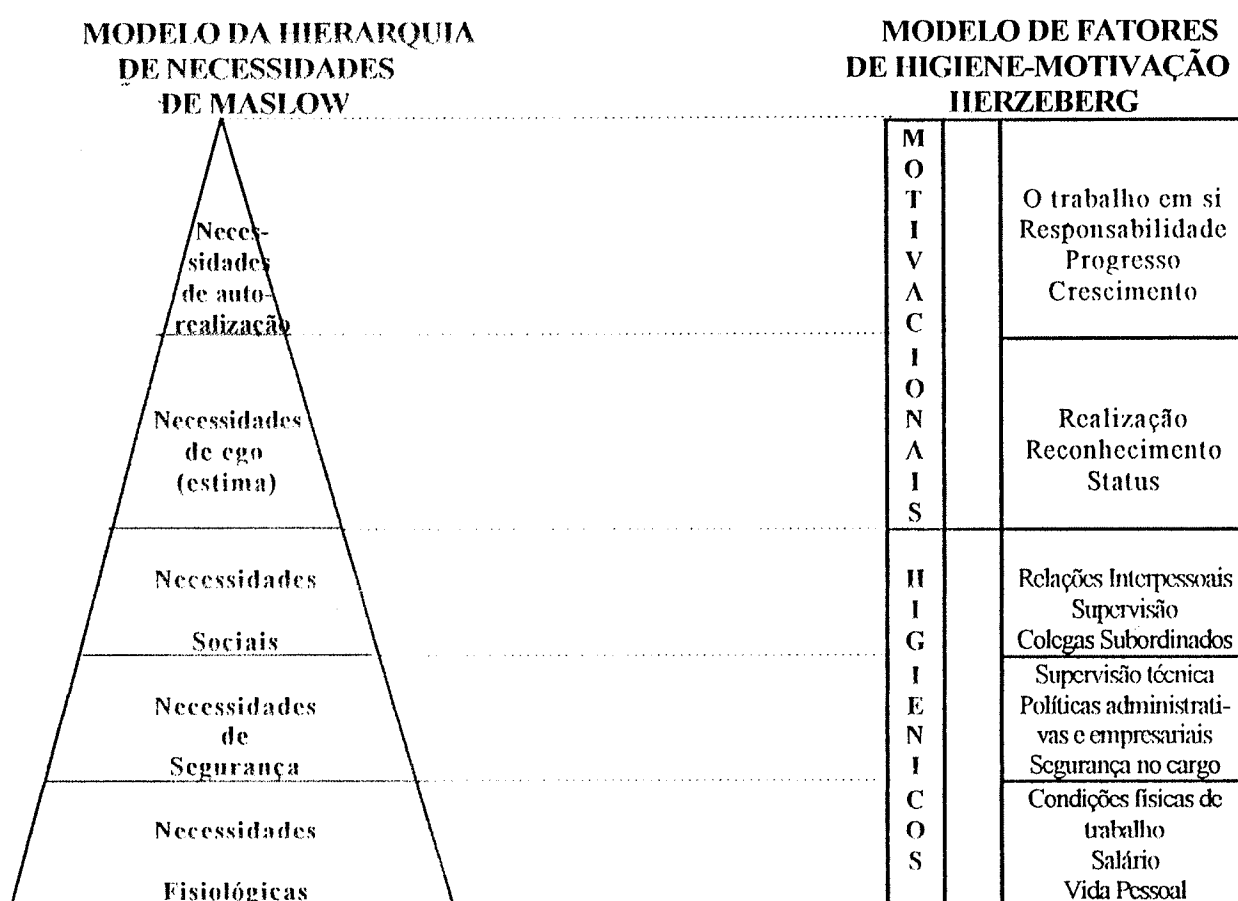 MODELO DA HIERARQUIA
DE NECESSIDADES
DE MASLOW
Neces-
sidades
de auto-
realização
Necessidades
de ego
(estima)
Necessidades
Sociais
Necessidades
de
Segurança
Necessidades
Fisiológicas
MODELO DE FATORES
DE HIGIENE-MOTIVAÇÃO
HERZEBERG
MOTIVACIONAIS
O trabalho em si
Responsabilidade
Progresso
Crescimento
Realização
Reconhecimento
Status
HIGIENICOS
Relações Interpessoais
Supervisão
Colegas Subordinados
Supervisão técnica
Políticas administrati-
vas e empresariais
Segurança no cargo
Condições físicas de
trabalho
Salário
Vida Pessoal